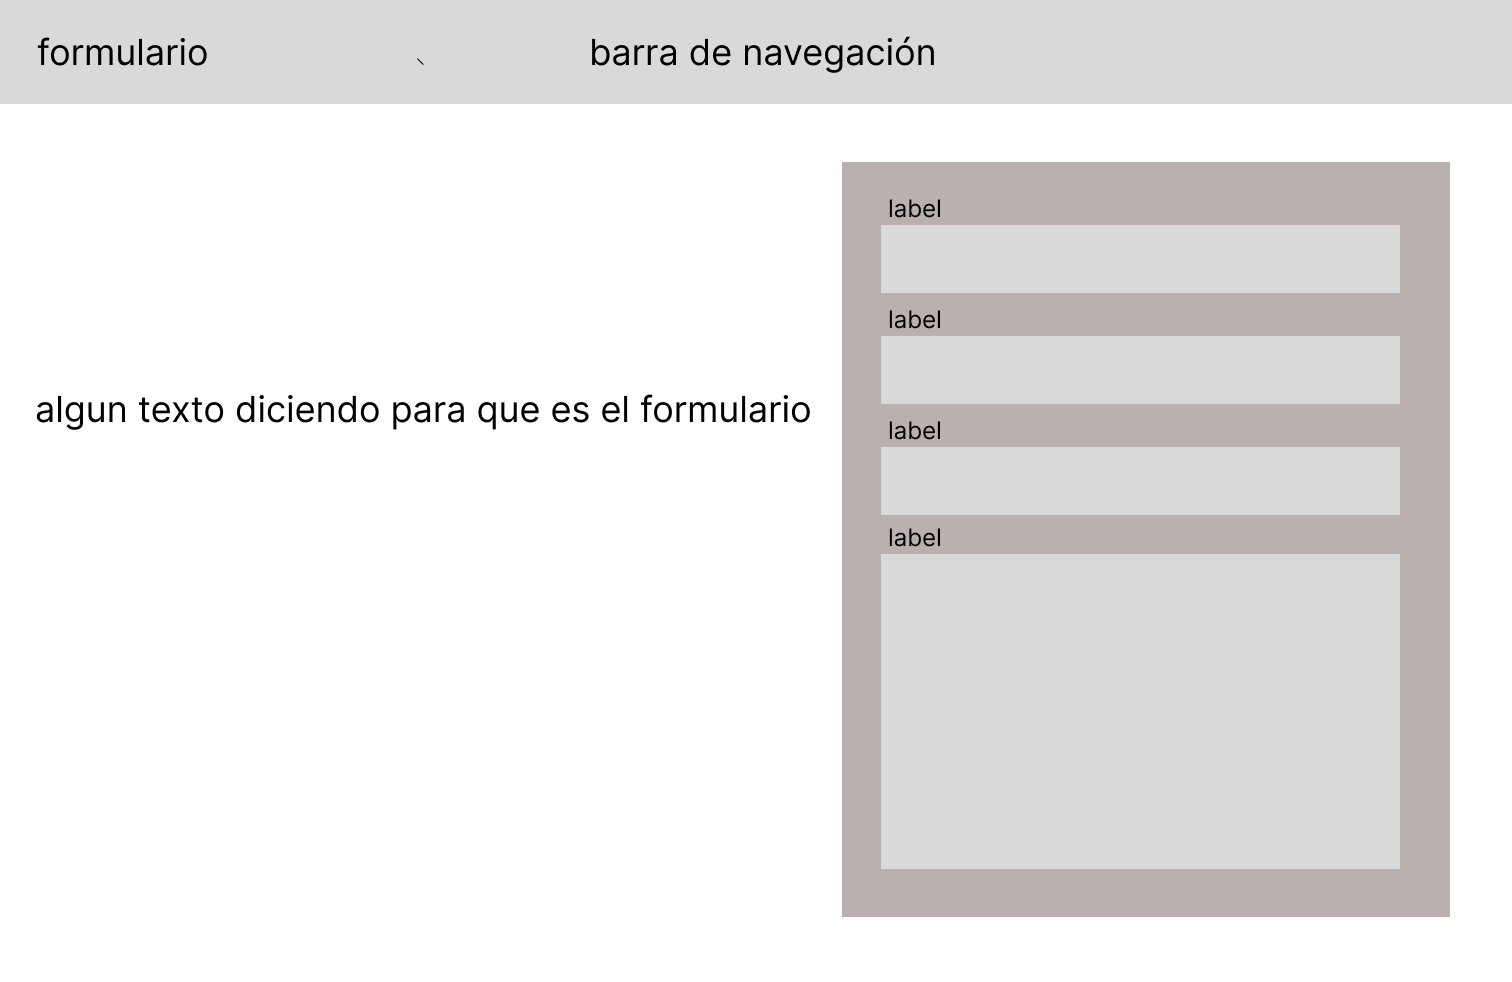 formulario
barra de navegación
label
label
algun texto diciendo para que es el formulario
label
label